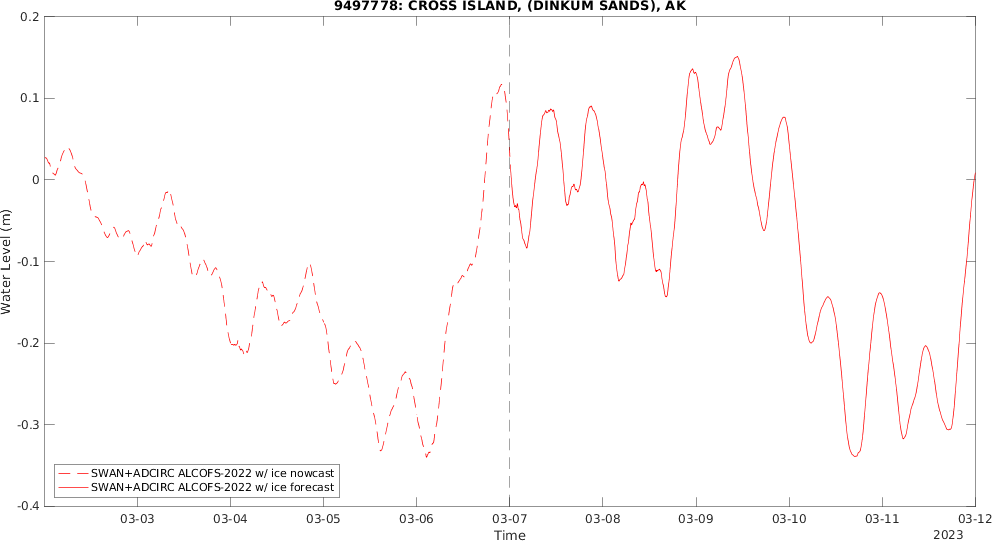 9497778: CROSS ISLAND, (DINKUM SANDS), AK
0.2
0.1
0
-0.1
-0.2
-0.3
-0.4
Water Level (m)
SWAN+ADCIRC ALCOFS-2022 w/ ice nowcast
SWAN+ADCIRC ALCOFS-2022 w/ ice forecast
03-03 03-04 03-05 03-06 03-07 03-08 03-09 03-10 03-11 03-12
Time
2023